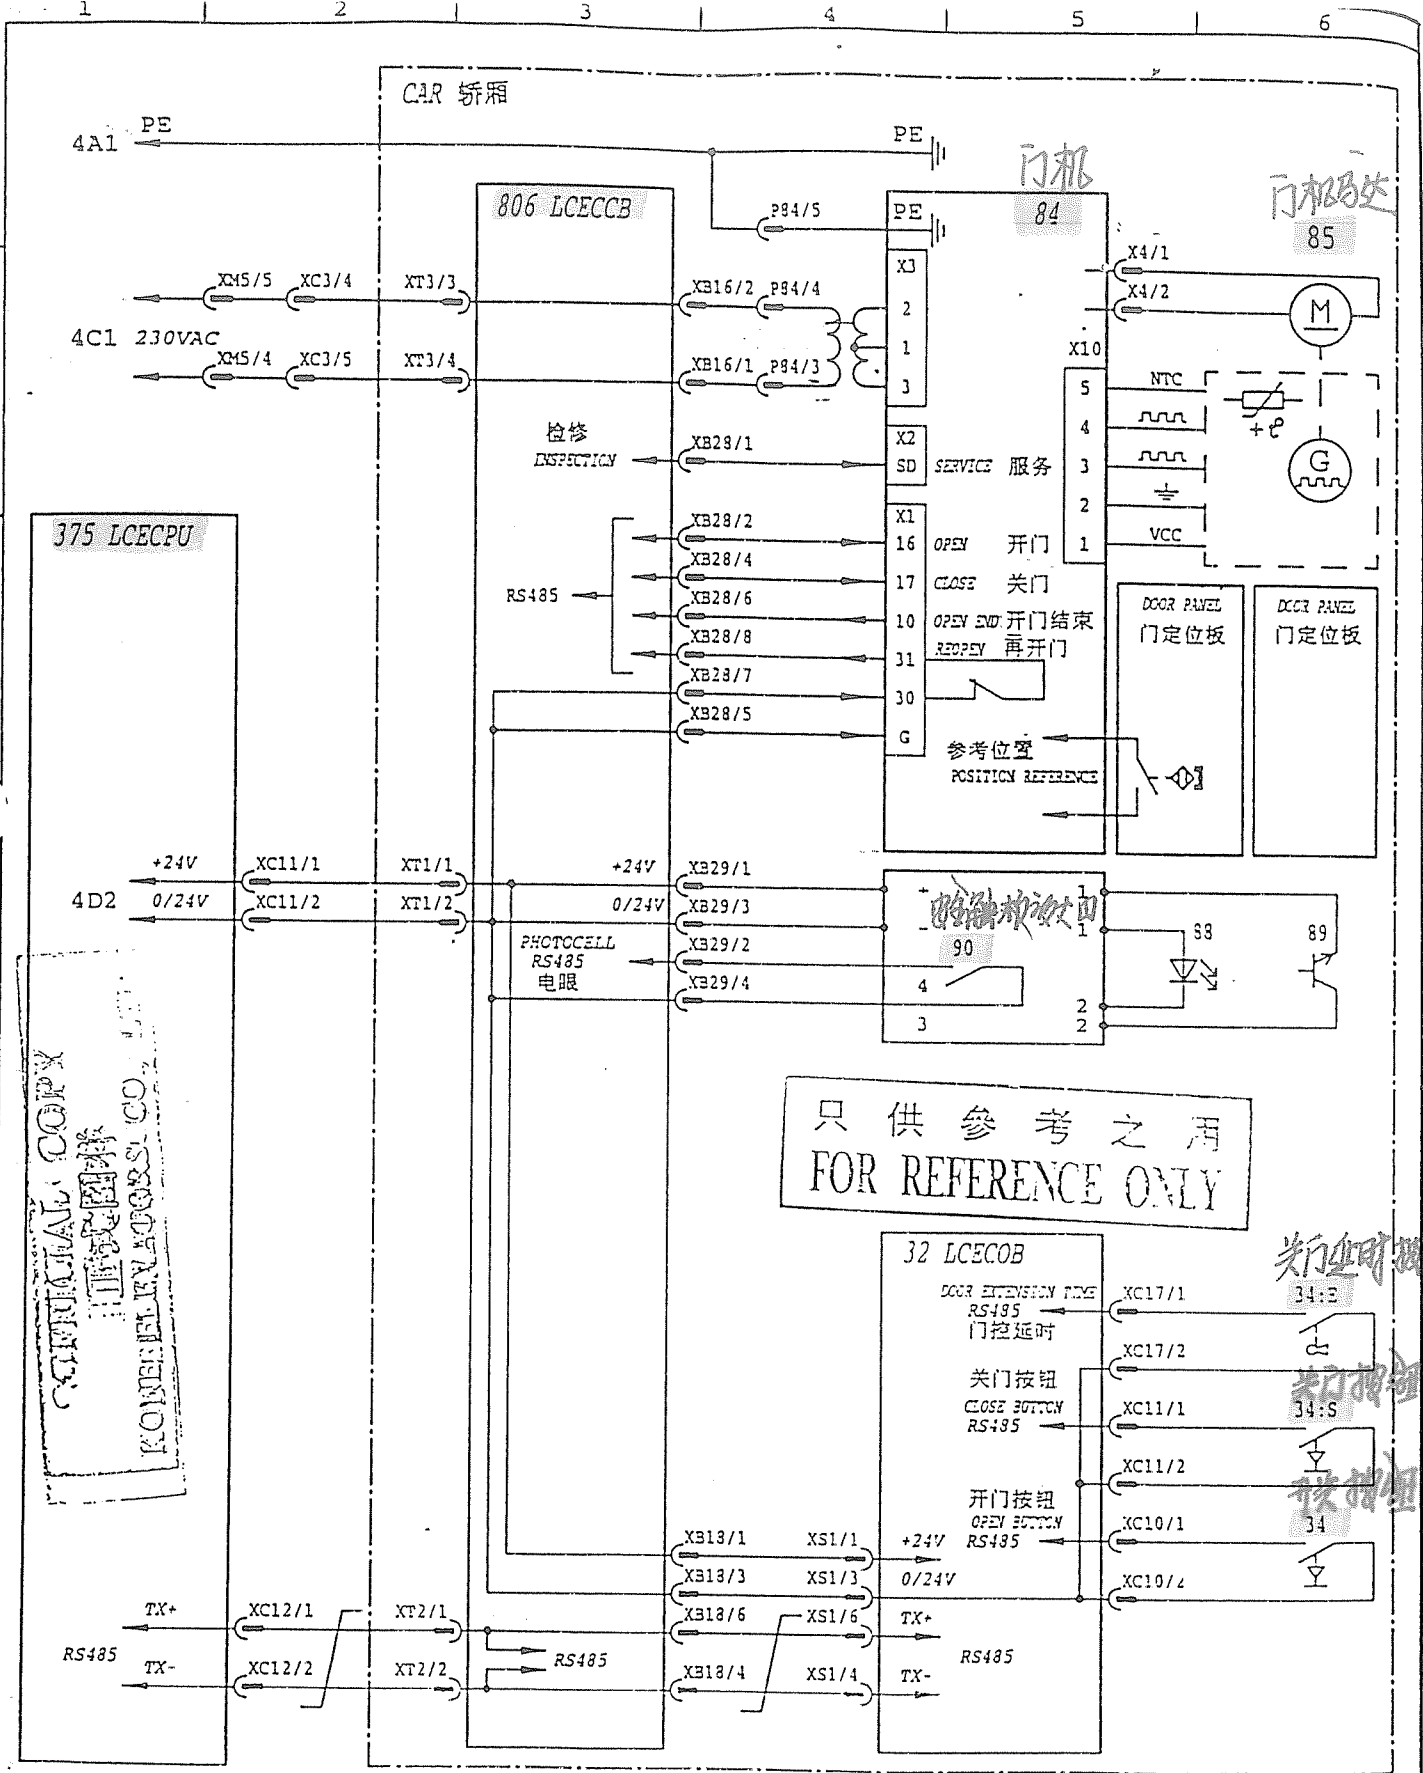 1 2 3 4 5 6
CAR 轿厢
4A1 PE
PE
806 LCECCB
P84/5
PE
门机
84
门机马达
85
X4/1
X4/2
M
XM5/5 XC3/4 XT3/3 XB16/2 P84/4
X3
2
4C1 230VAC
1
XM5/4 XC3/5 XT3/4 XB16/1 P84/3
3
X10
5 NTC
4
3
2
1 VCC
G
检修
INSPECTION
XB28/1
X2
SD SERVICE 服务
375 LCECPU
RS485
XB28/2
X1
16 OPEN 开门
XB28/4
17 CLOSE 关门
XB28/6
10 OPEN END 开门结束
XB28/8
31 REOPEN 再开门
XB28/7
30
XB28/5
G
参考位置
POSITION REFERENCE
DOOR PANEL
门定位板
DOOR PANEL
门定位板
4D2
+24V XC11/1 XT1/1 +24V XB29/1
+
0/24V XC11/2 XT1/2 0/24V XB29/3
-
PHOTOCELL
RS485
电眼
XB29/2
XB29/4
90
4
3
1
1
2
2
88
89
COPY
KONE ELEVATORS CO.
只供參考之用
FOR REFERENCE ONLY
32 LCECOB
DOOR EXTENSION TIME
RS485
门控延时
XC17/1
关门延时
34:E
XC17/2
关门按钮
CLOSE BUTTON
RS485
XC11/1
关门按钮
34:S
XC11/2
开门按钮
OPEN BUTTON
RS485
XC10/1
34
XB18/1 XS1/1 +24V
XB18/3 XS1/3 0/24V
XC10/2
TX+ XC12/1 XT2/1 XB18/6 XS1/6 TX+
RS485
RS485
RS485
TX- XC12/2 XT2/2 XB18/4 XS1/4 TX-